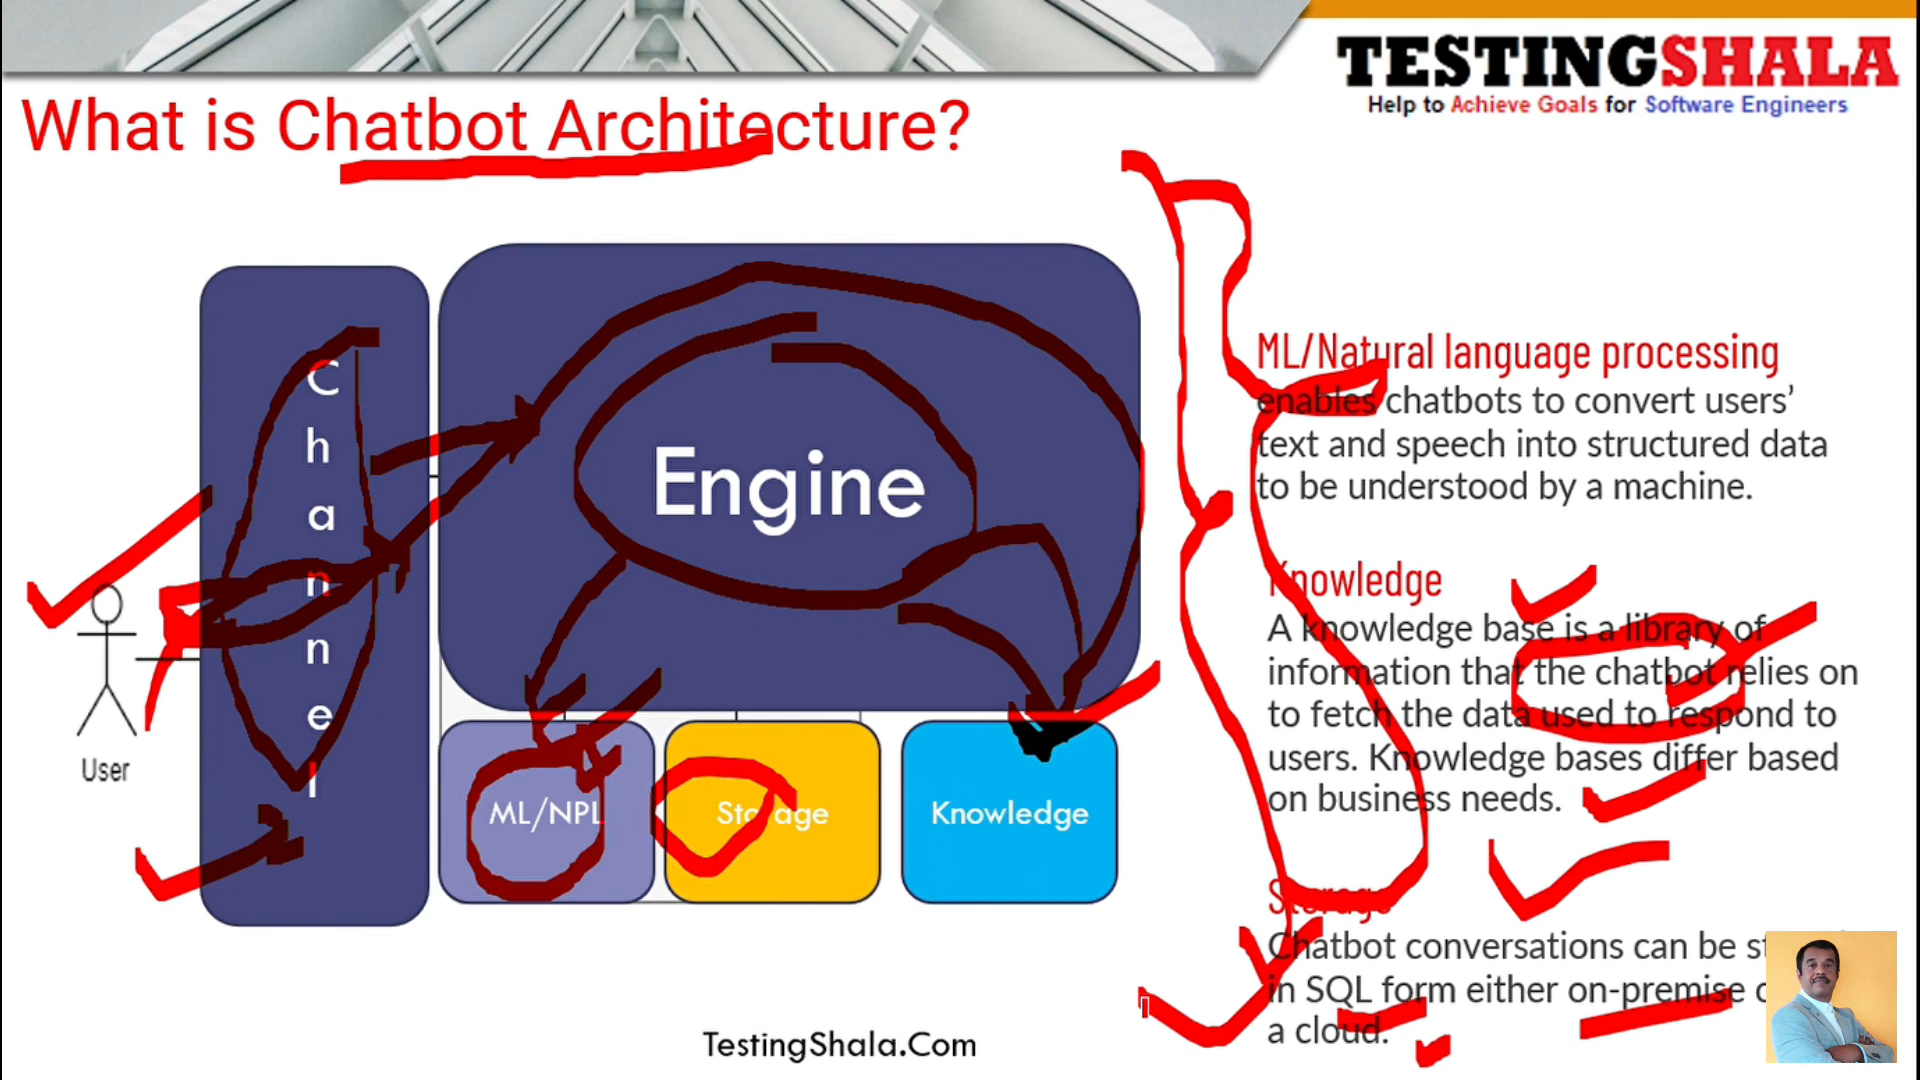 TESTINGSHALA
Help to Achieve Goals for Software Engineers
What is Chatbot Architecture?
Channel
Engine
User
ML/NPL
Storage
Knowledge
ML/Natural language processing
enables chatbots to convert users’
text and speech into structured data
to be understood by a machine.
Knowledge
A knowledge base is a library of
information that the chatbot relies on
to fetch the data used to respond to
users. Knowledge bases differ based
on business needs.
Storage
Chatbot conversations can be
in SQL form either on-premise
a cloud.
TestingShala.Com